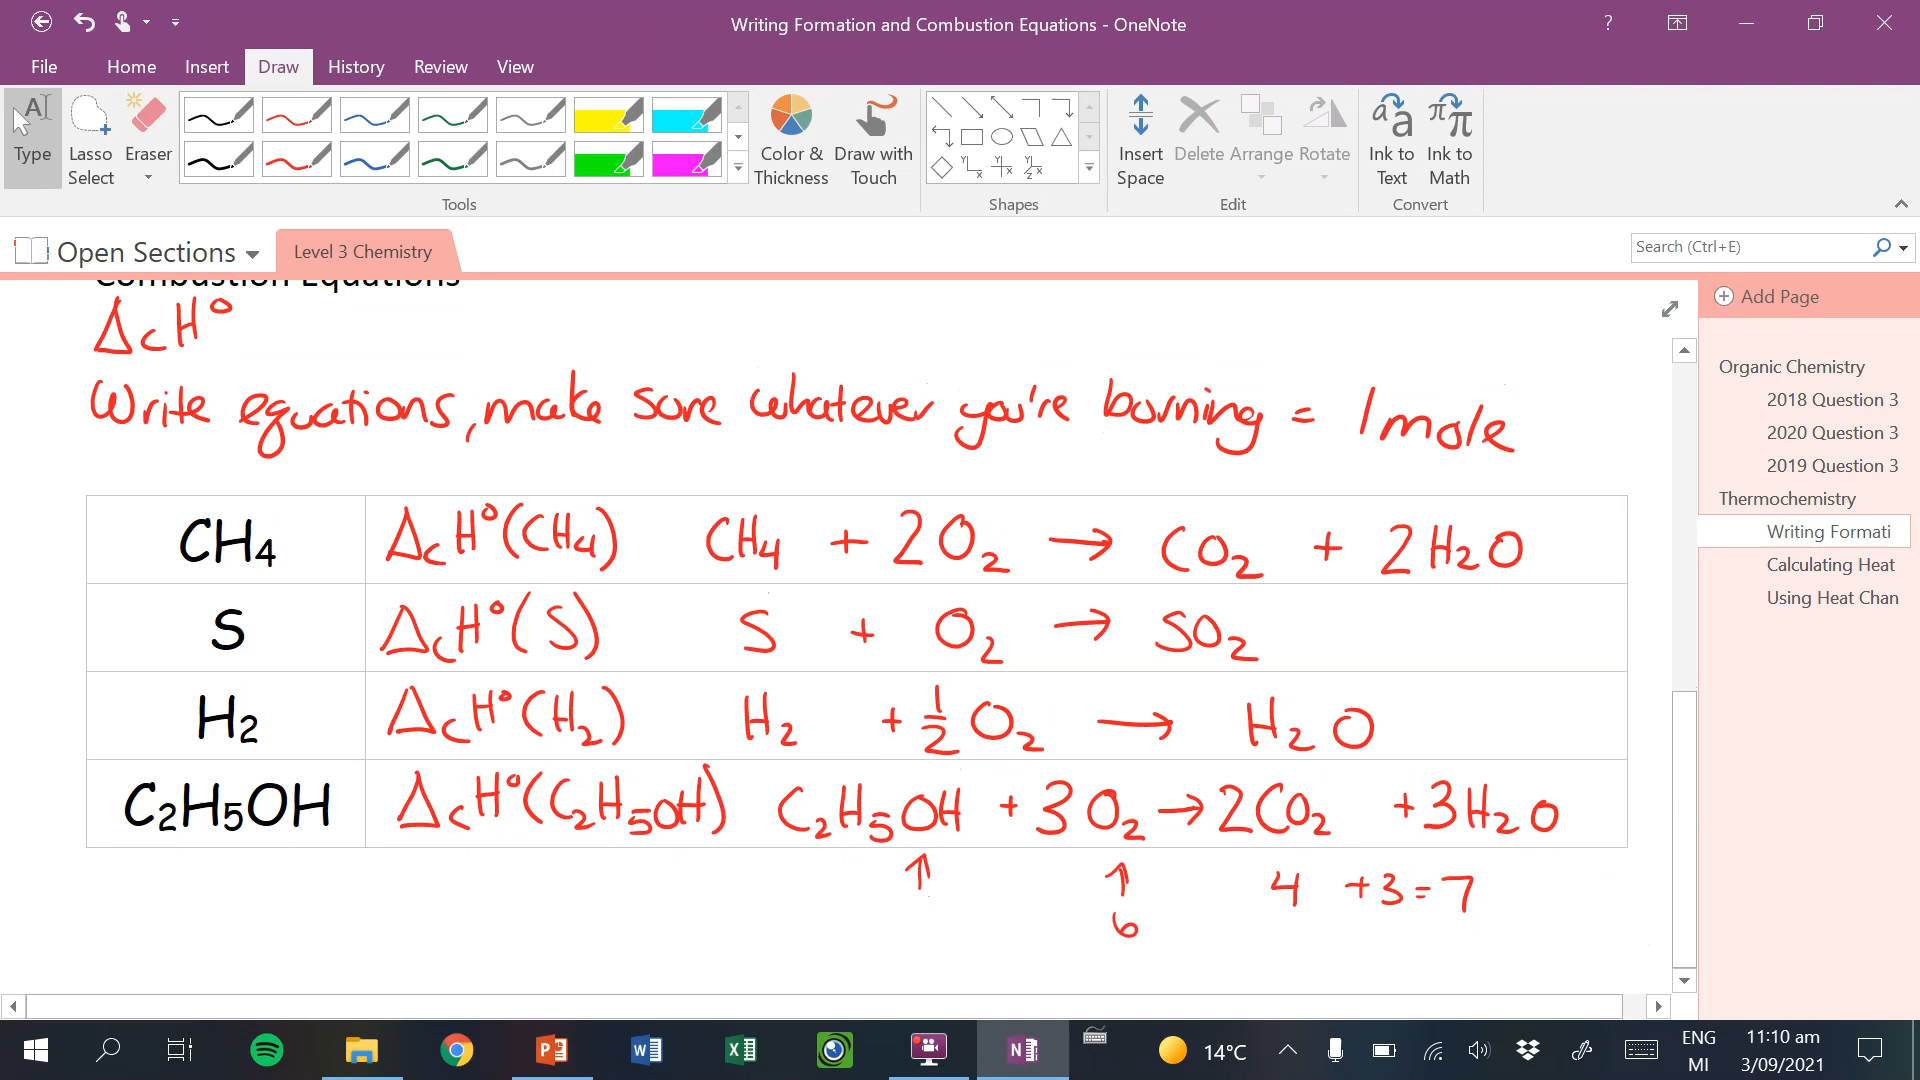 Writing Formation and Combustion Equations - OneNote
?
File Home Insert Draw History Review View
Type
Lasso Select
Eraser
Color & Thickness
Draw with Touch
Insert Space
Delete
Arrange
Rotate
Ink to Text
Ink to Math
Tools Shapes Edit Convert
Open Sections Level 3 Chemistry
Search (Ctrl+E)
Combustion Equations
ΔcH°
Write equations, make sure whatever you're burning = 1 mole
CH₄ ΔcH°(CH₄) CH₄ + 2O₂ → CO₂ + 2H₂O
S ΔcH°(S) S + O₂ → SO₂
H₂ ΔcH°(H₂) H₂ + ½O₂ → H₂O
C₂H₅OH ΔcH°(C₂H₅OH) C₂H₅OH + 3O₂ → 2CO₂ + 3H₂O
↑ ↑ 4 + 3 = 7
6
Add Page
Organic Chemistry
2018 Question 3
2020 Question 3
2019 Question 3
Thermochemistry
Writing Formati
Calculating Heat
Using Heat Chan
14°C
ENG
MI
11:10 am
3/09/2021